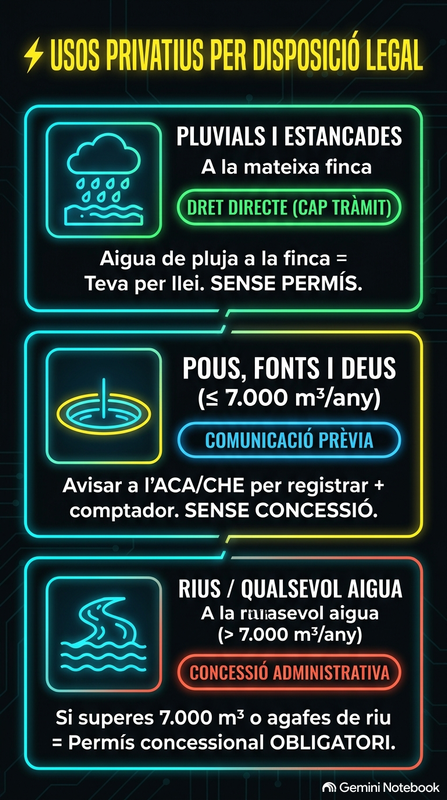 USOS PRIVATIUS PER DISPOSICIÓ LEGAL
PLUVIALS I ESTANCADES
A la mateixa finca
DRET DIRECTE (CAP TRÀMIT)
Aigua de pluja a la finca =
Teva per llei. SENSE PERMÍS.
POUS, FONTS I DEUS
(≤ 7.000 m³/any)
COMUNICACIÓ PRÈVIA
Avisar a l'ACA/CHE per registrar +
comptador. SENSE CONCESSIÓ.
RIUS / QUALSEVOL AIGUA
A la aigua
(> 7.000 m³/any)
CONCESSIÓ ADMINISTRATIVA
Si superes 7.000 m³ o agafes de riu
= Permís concessional OBLIGATORI.
Gemini Notebook